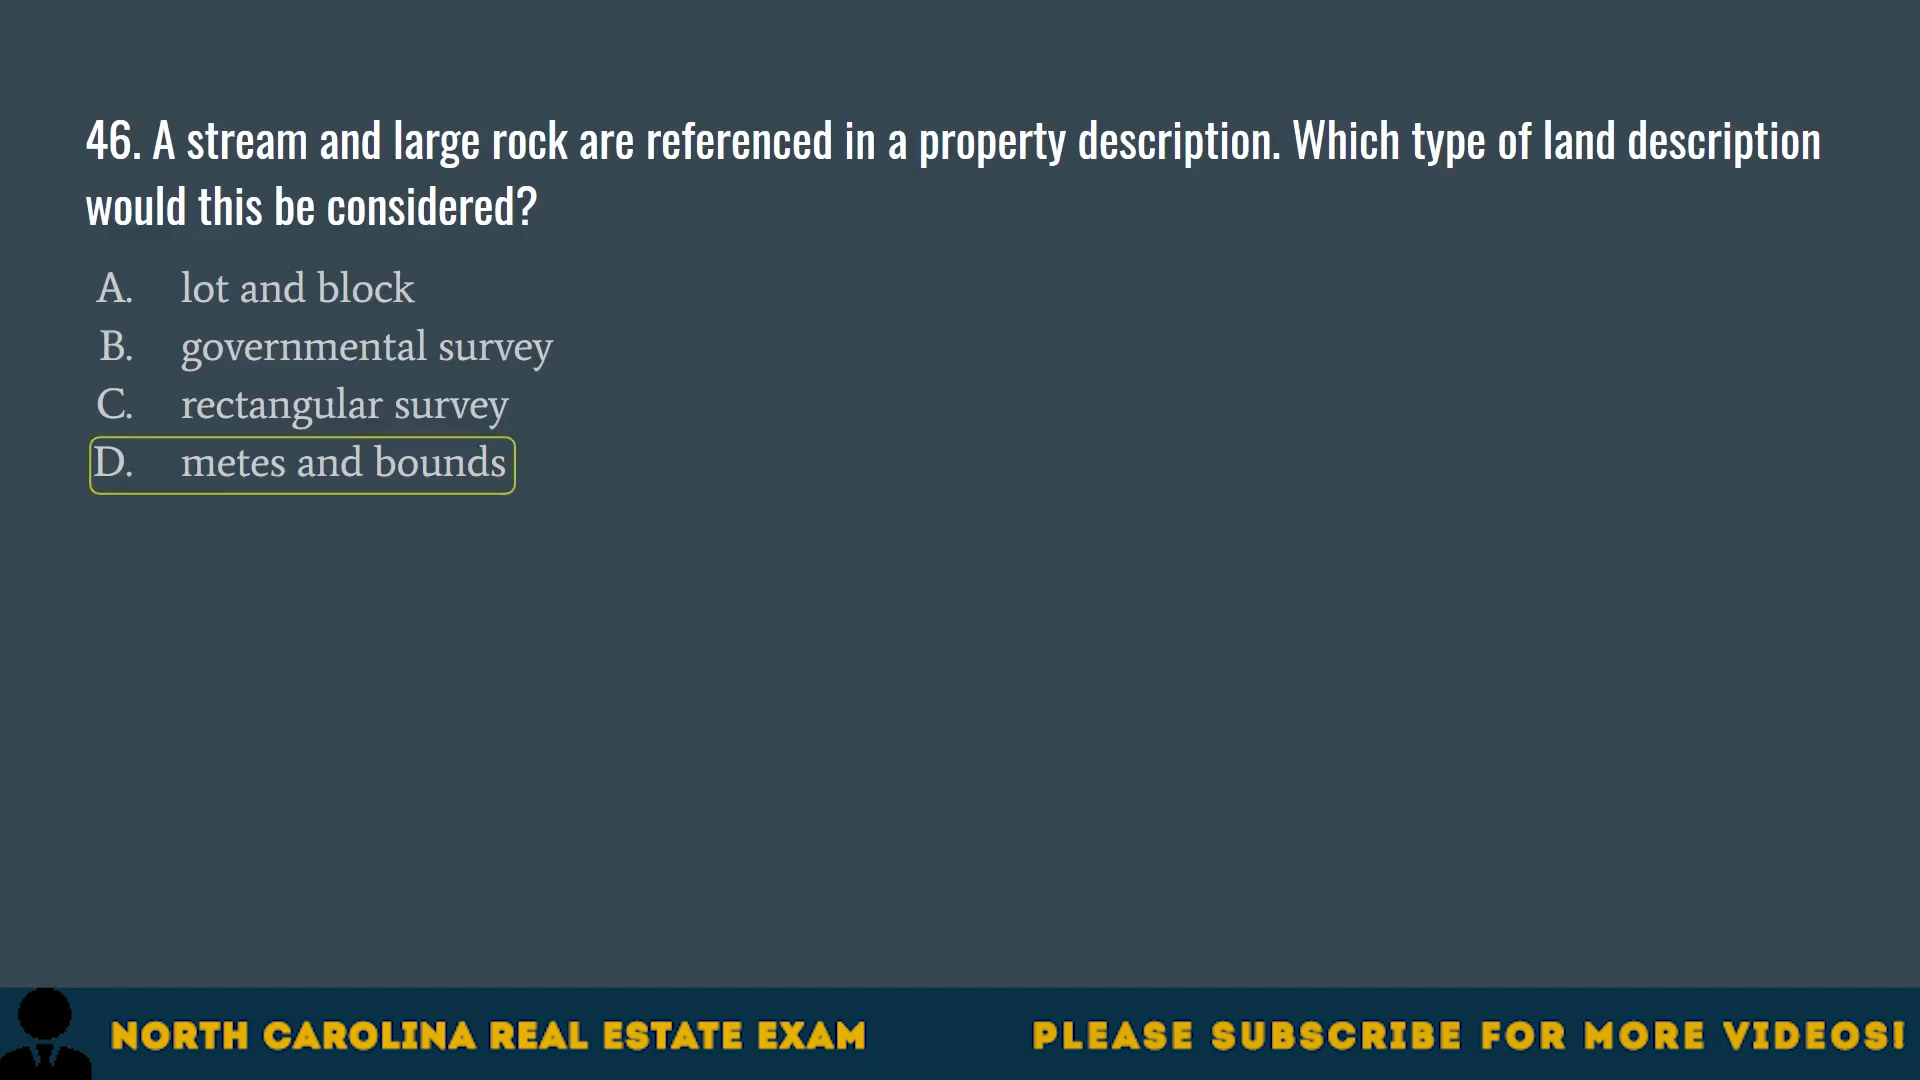 46. A stream and large rock are referenced in a property description. Which type of land description
would this be considered?
A. lot and block
B. governmental survey
C. rectangular survey
D. metes and bounds
NORTH CAROLINA REAL ESTATE EXAM
PLEASE SUBSCRIBE FOR MORE VIDEOS!